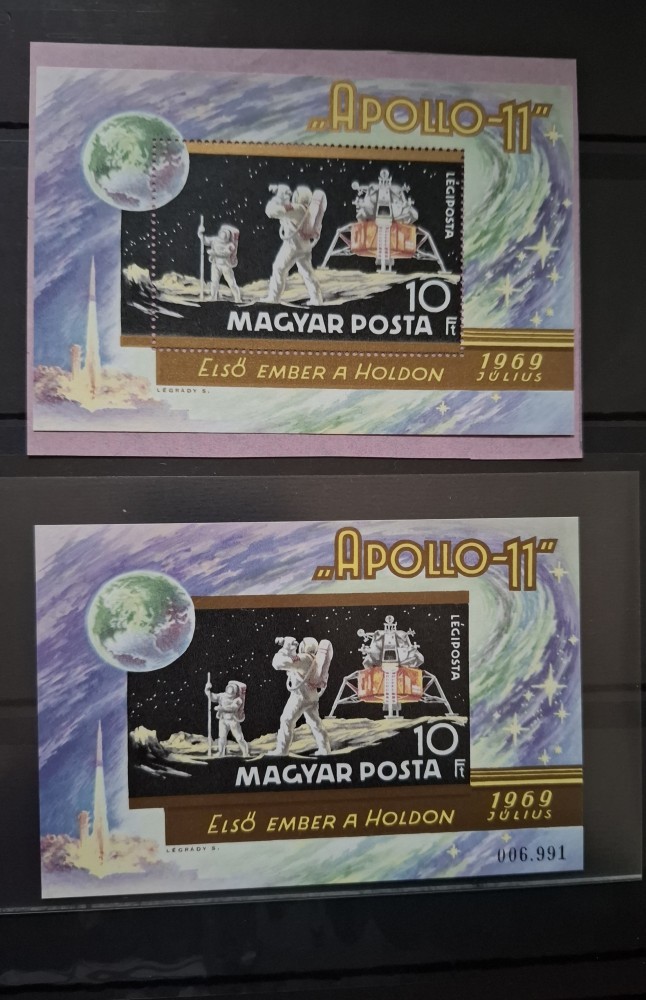 „APOLLO-11”
LÉGIPOSTA
10 Ft
MAGYAR POSTA
ELSŐ EMBER A HOLDON
1969
JÚLIUS
LÉGRÁDY S.
„APOLLO-11”
LÉGIPOSTA
10 Ft
MAGYAR POSTA
ELSŐ EMBER A HOLDON
1969
JÚLIUS
LÉGRÁDY S.
006.991